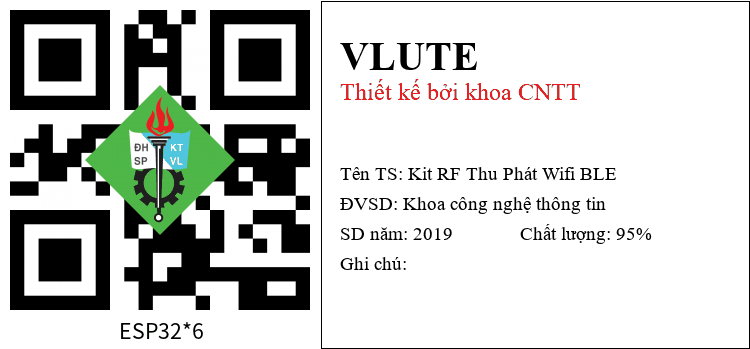 ĐH KT
SP VL
ESP32*6
VLUTE
Thiết kế bởi khoa CNTT
Tên TS: Kit RF Thu Phát Wifi BLE
ĐVSD: Khoa công nghệ thông tin
SD năm: 2019 Chất lượng: 95%
Ghi chú: